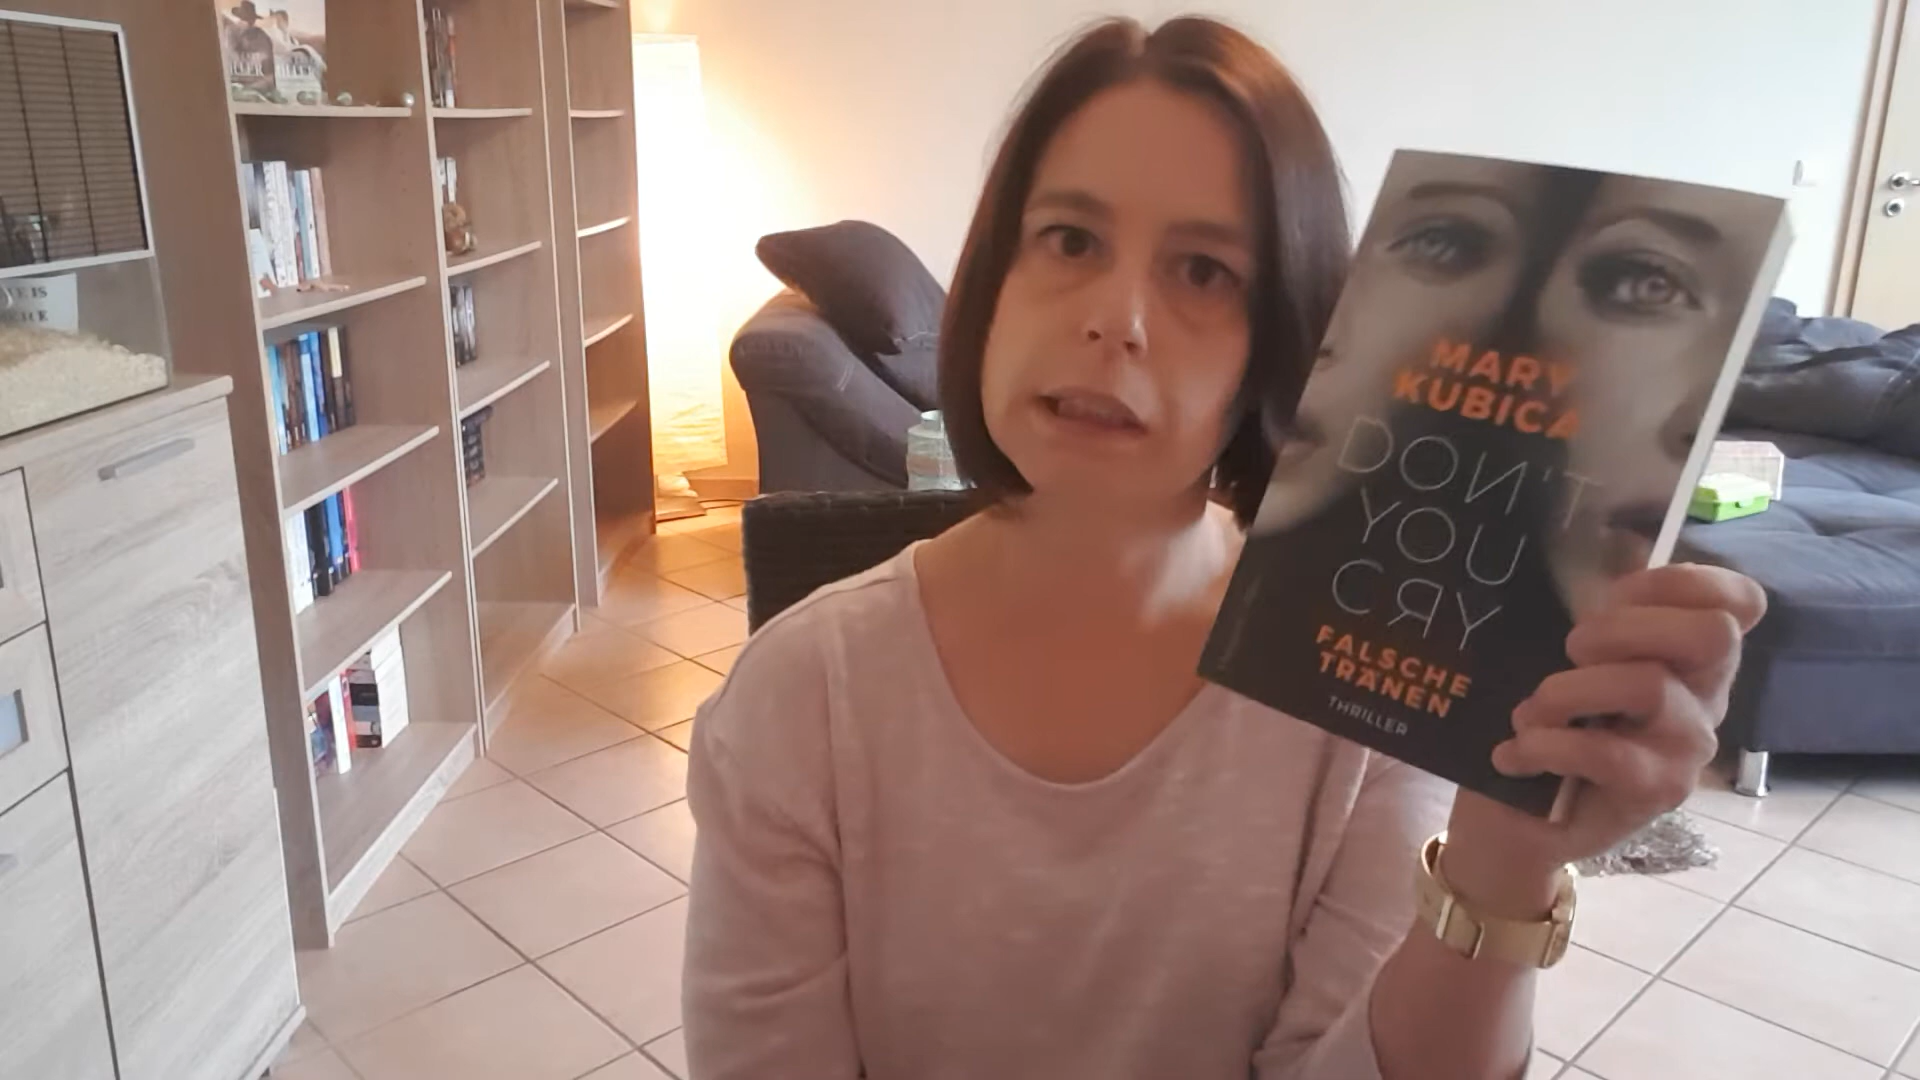 MARY
KUBICA
DON'T
YOU
CRY
FALSCHE
TRÄNEN
THRILLER